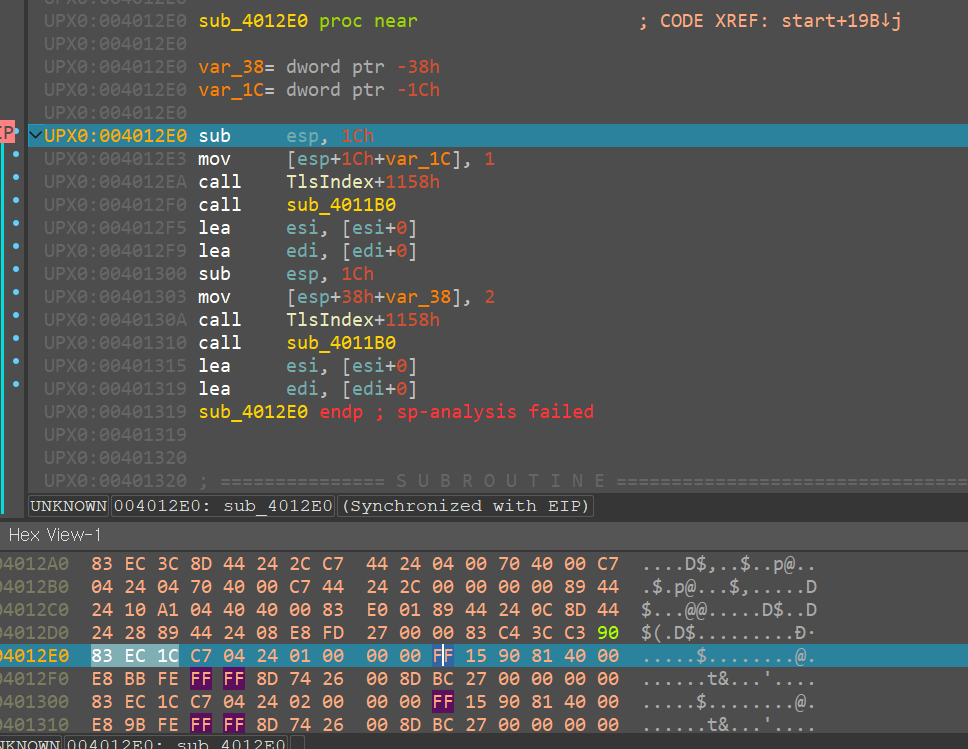 UPX0:004012E0 sub_4012E0 proc near ; CODE XREF: start+19B↓j
UPX0:004012E0
UPX0:004012E0 var_38= dword ptr -38h
UPX0:004012E0 var_1C= dword ptr -1Ch
UPX0:004012E0
UPX0:004012E0 sub esp, 1Ch
UPX0:004012E3 mov [esp+1Ch+var_1C], 1
UPX0:004012EA call TlsIndex+1158h
UPX0:004012F0 call sub_4011B0
UPX0:004012F5 lea esi, [esi+0]
UPX0:004012F9 lea edi, [edi+0]
UPX0:00401300 sub esp, 1Ch
UPX0:00401303 mov [esp+38h+var_38], 2
UPX0:0040130A call TlsIndex+1158h
UPX0:00401310 call sub_4011B0
UPX0:00401315 lea esi, [esi+0]
UPX0:00401319 lea edi, [edi+0]
UPX0:00401319 sub_4012E0 endp ; sp-analysis failed
UPX0:00401319
UPX0:00401320
UPX0:00401320 ; =============== S U B R O U T I N E =================================
UNKNOWN 004012E0: sub_4012E0 (Synchronized with EIP)
Hex View-1
04012A0 83 EC 3C 8D 44 24 2C C7 44 24 04 00 70 40 00 C7 ....D$,..$..p@..
04012B0 04 24 04 70 40 00 C7 44 24 2C 00 00 00 00 89 44 .$.p@...$,.....D
04012C0 24 10 A1 04 40 40 00 83 E0 01 89 44 24 0C 8D 44 $...@@.....D$..D
04012D0 24 28 89 44 24 08 E8 FD 27 00 00 83 C4 3C C3 90 $(.D$.........Ð·
04012E0 83 EC 1C C7 04 24 01 00 00 00 FF 15 90 81 40 00 .....$........@.
04012F0 E8 BB FE FF FF 8D 74 26 00 8D BC 27 00 00 00 00 ......t&...'....
0401300 83 EC 1C C7 04 24 02 00 00 00 FF 15 90 81 40 00 .....$........@.
0401310 E8 9B FE FF FF 8D 74 26 00 8D BC 27 00 00 00 00 ......t&...'....
NKNOWN 004012E0: sub_4012E0